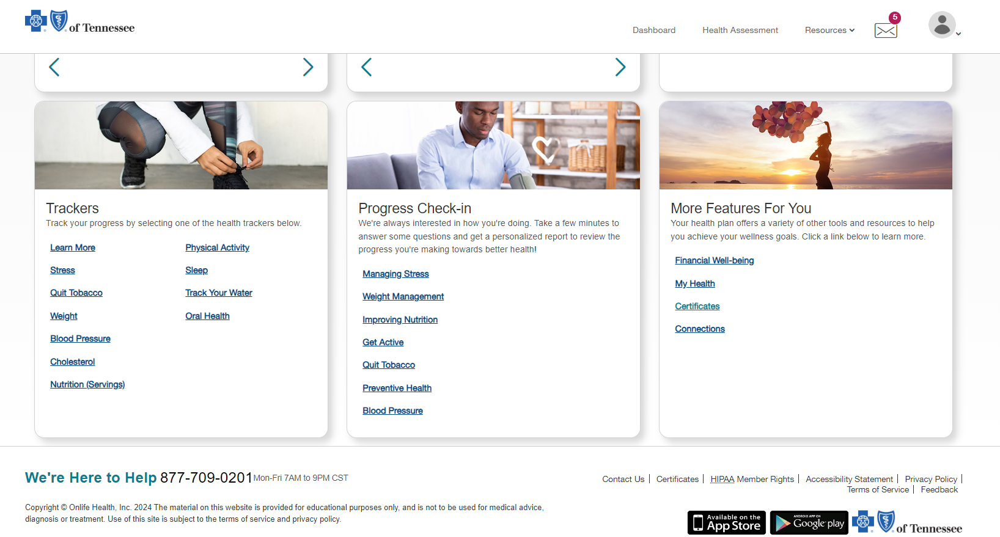 of Tennessee
Dashboard
Health Assessment
Resources
5
Trackers
Track your progress by selecting one of the health trackers below.
Learn More
Physical Activity
Stress
Sleep
Quit Tobacco
Track Your Water
Weight
Oral Health
Blood Pressure
Cholesterol
Nutrition (Servings)
Progress Check-in
We're always interested in how you're doing. Take a few minutes to
answer some questions and get a personalized report to review the
progress you're making towards better health!
Managing Stress
Weight Management
Improving Nutrition
Get Active
Quit Tobacco
Preventive Health
Blood Pressure
More Features For You
Your health plan offers a variety of other tools and resources to help
you achieve your wellness goals. Click a link below to learn more.
Financial Well-being
My Health
Certificates
Connections
We're Here to Help 877-709-0201 Mon-Fri 7AM to 9PM CST
Contact Us | Certificates | HIPAA Member Rights | Accessibility Statement | Privacy Policy |
Terms of Service | Feedback
Copyright © Onlife Health, Inc. 2024 The material on this website is provided for educational purposes only, and is not to be used for medical advice,
diagnosis or treatment. Use of this site is subject to the terms of service and privacy policy.
Available on the
App Store
ANDROID APP ON
Google play
of Tennessee